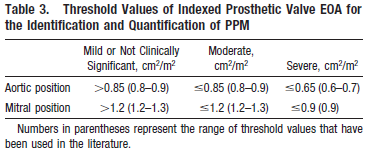 Table 3. Threshold Values of Indexed Prosthetic Valve EOA for
the Identification and Quantification of PPM
Mild or Not Clinically Significant, cm²/m² Moderate, cm²/m² Severe, cm²/m²
Aortic position >0.85 (0.8–0.9) ≤0.85 (0.8–0.9) ≤0.65 (0.6–0.7)
Mitral position >1.2 (1.2–1.3) ≤1.2 (1.2–1.3) ≤0.9 (0.9)
Numbers in parentheses represent the range of threshold values that have
been used in the literature.